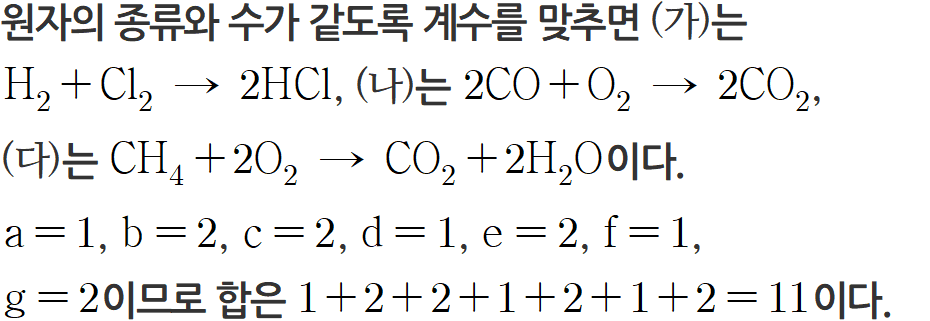 원자의 종류와 수가 같도록 계수를 맞추면 (가)는
H₂+Cl₂ → 2HCl, (나)는 2CO+O₂ → 2CO₂,
(다)는 CH₄+2O₂ → CO₂+2H₂O이다.
a=1, b=2, c=2, d=1, e=2, f=1,
g=2이므로 합은 1+2+2+1+2+1+2=11이다.